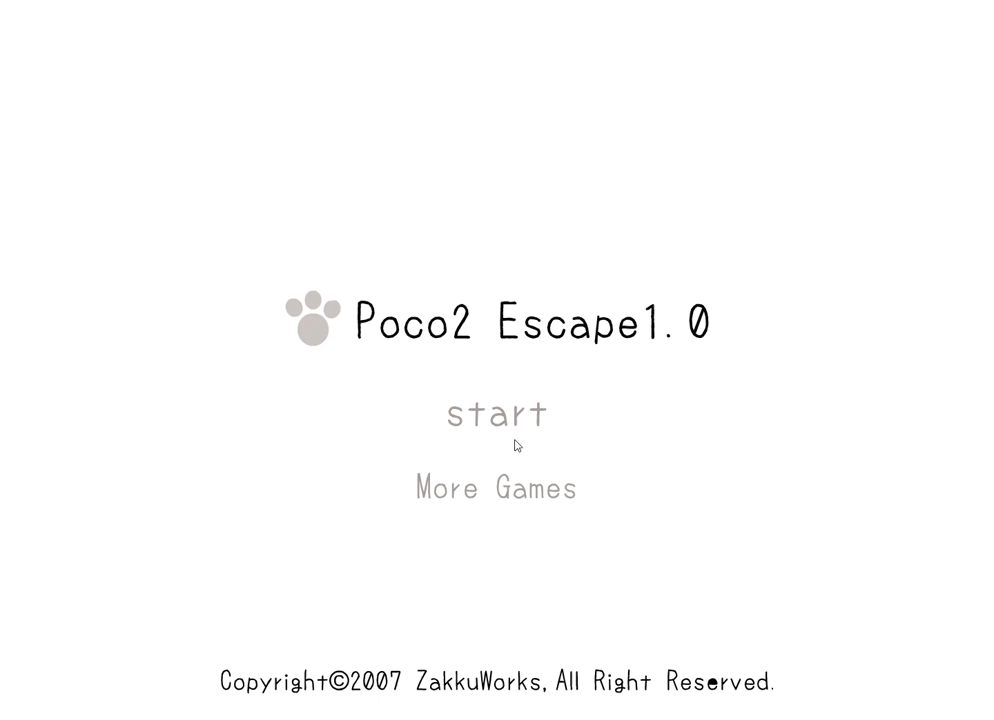 Poco2 Escape1.0
start
More Games
Copyright©2007 ZakkuWorks, All Right Reserved.